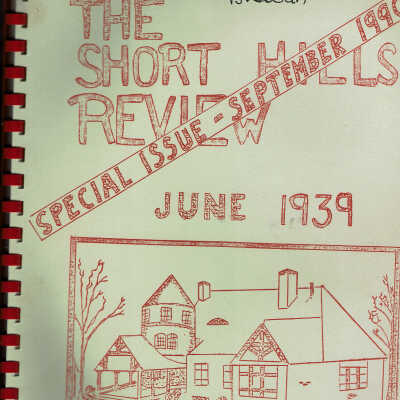 THE
SHORT HILLS
REVIEW
SPECIAL ISSUE - SEPTEMBER 1990
JUNE 1939